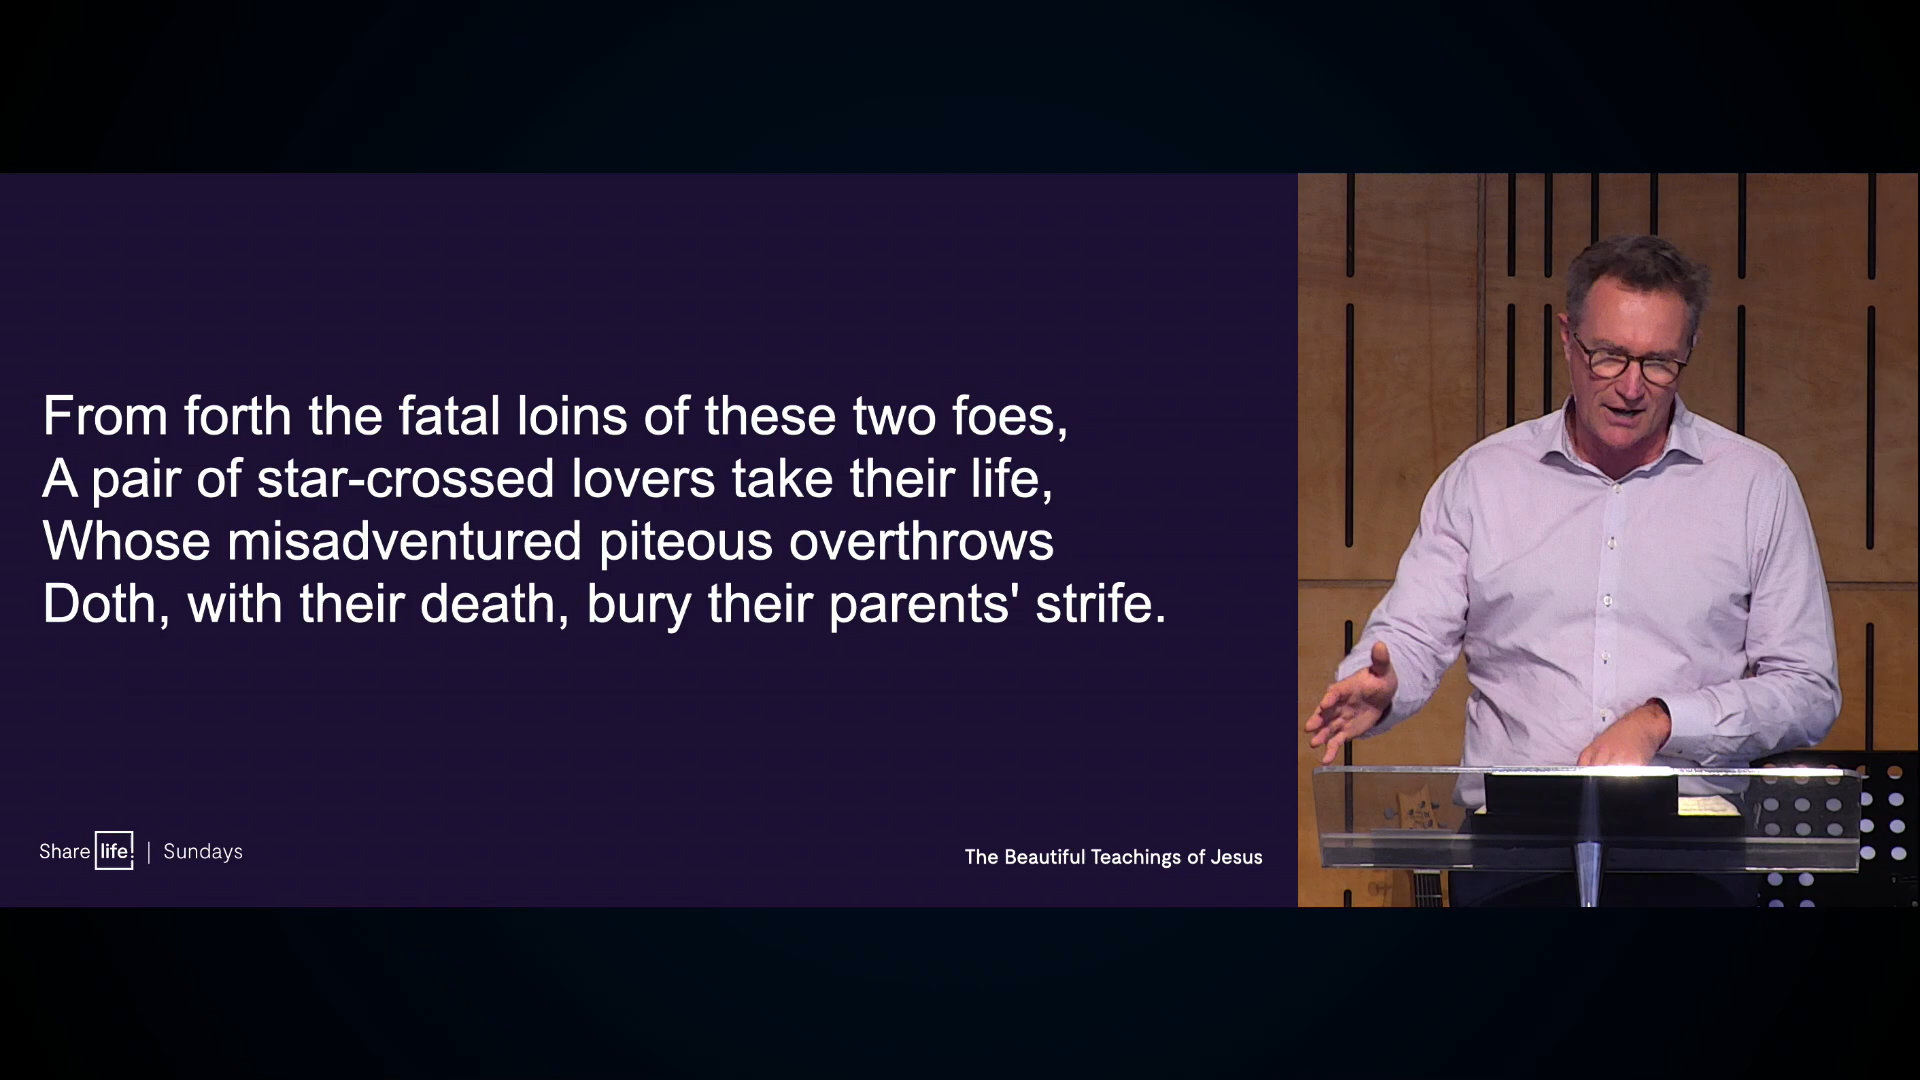 From forth the fatal loins of these two foes,
A pair of star-crossed lovers take their life,
Whose misadventured piteous overthrows
Doth, with their death, bury their parents' strife.
Share life! | Sundays
The Beautiful Teachings of Jesus